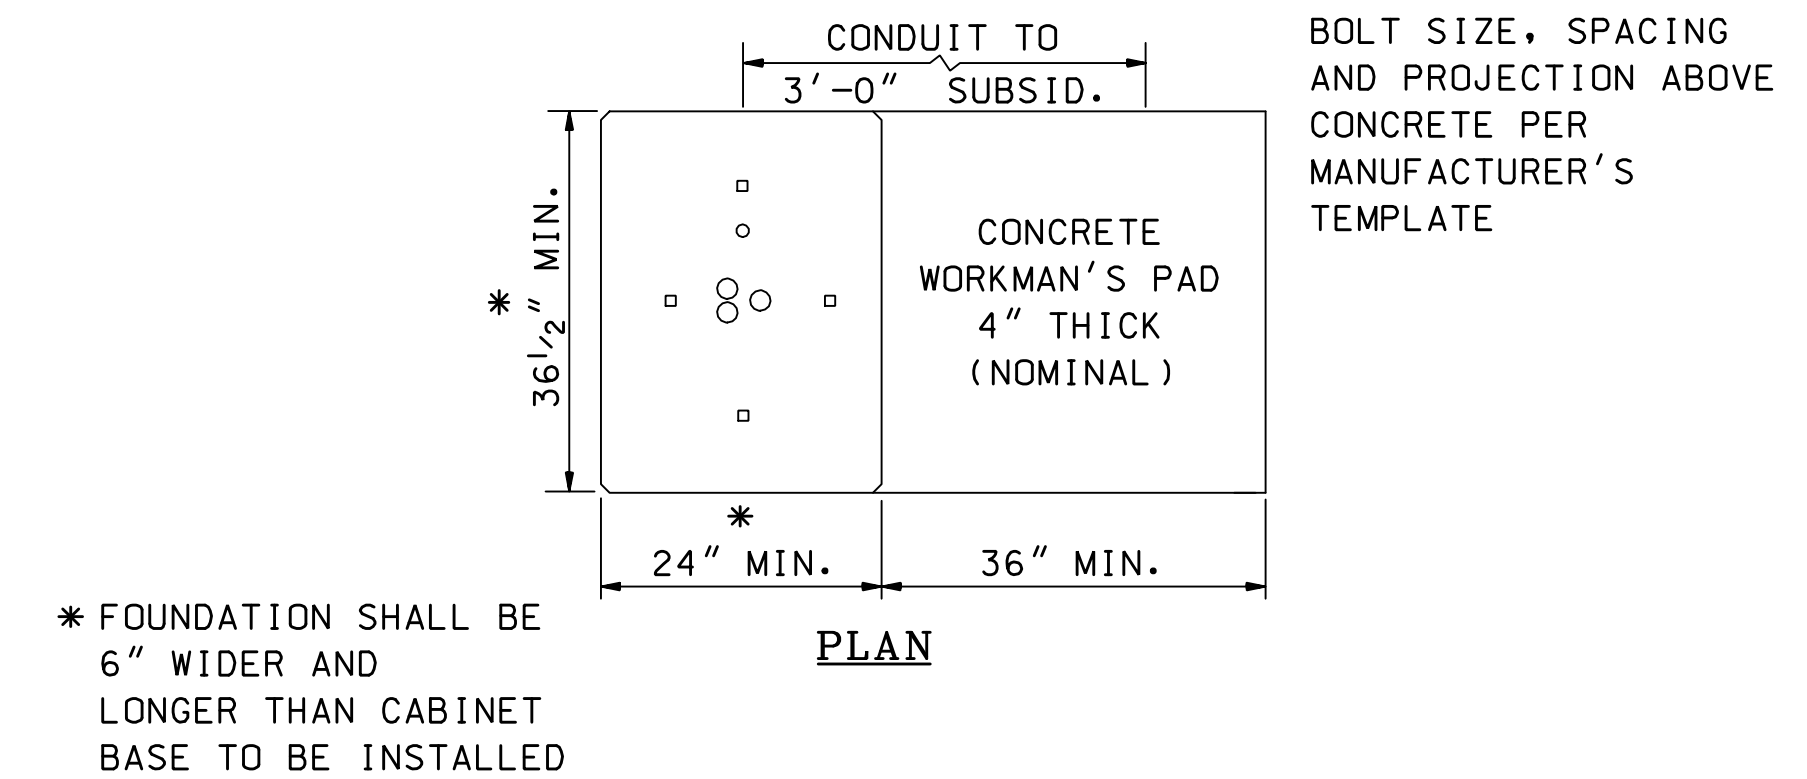 CONDUIT TO
3'-0" SUBSID.
BOLT SIZE, SPACING
AND PROJECTION ABOVE
CONCRETE PER
MANUFACTURER'S
TEMPLATE
* 36 1/2" MIN.
CONCRETE
WORKMAN'S PAD
4" THICK
(NOMINAL)
*
24" MIN.
36" MIN.
PLAN
* FOUNDATION SHALL BE
6" WIDER AND
LONGER THAN CABINET
BASE TO BE INSTALLED